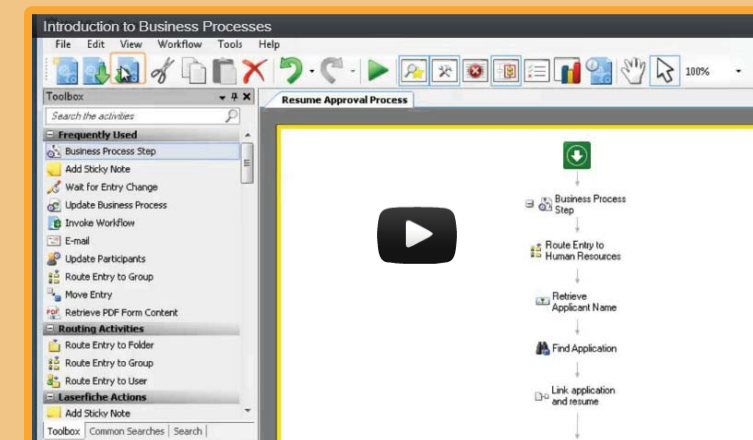 Introduction to Business Processes
File Edit View Workflow Tools Help
100%
Toolbox
Resume Approval Process
Search the activities
Frequently Used
Business Process Step
Add Sticky Note
Wait for Entry Change
Update Business Process
Invoke Workflow
E-mail
Update Participants
Route Entry to Group
Move Entry
Retrieve PDF Form Content
Routing Activities
Route Entry to Folder
Route Entry to Group
Route Entry to User
Laserfiche Actions
Add Sticky Note
Toolbox Common Searches Search
Business Process
Step
Route Entry to
Human Resources
Retrieve
Applicant Name
Find Application
Link application
and resume